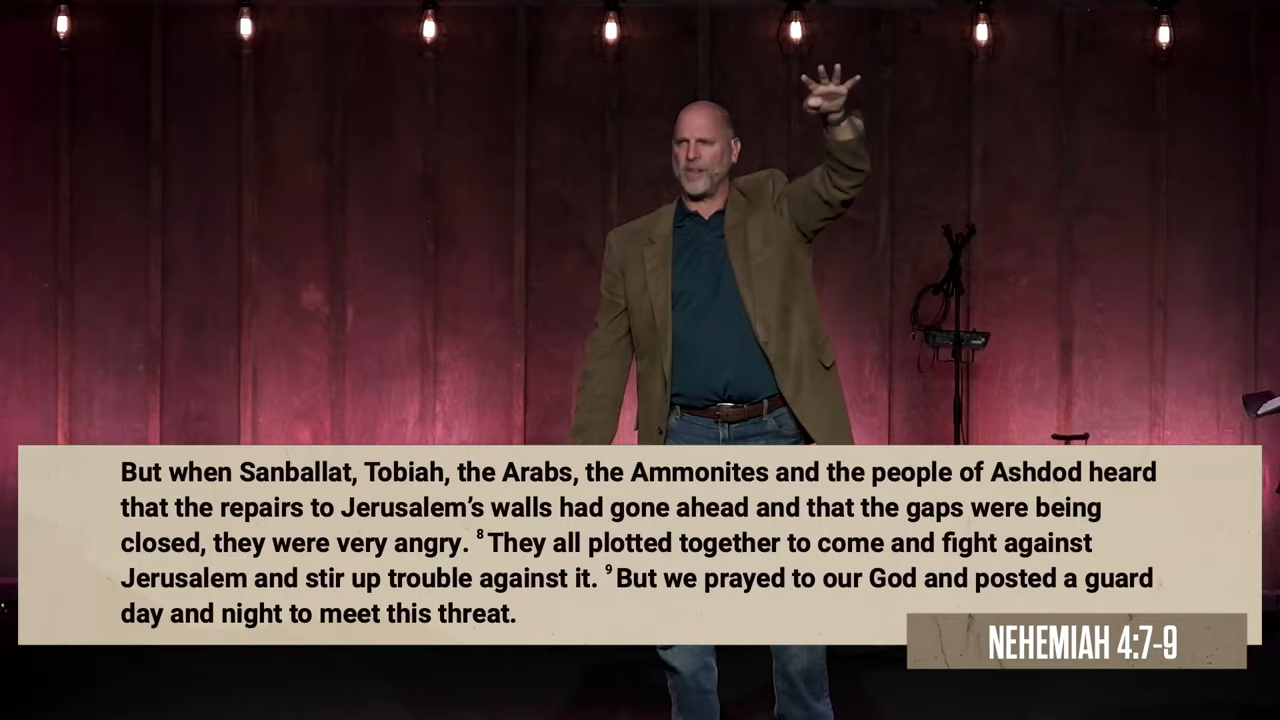 But when Sanballat, Tobiah, the Arabs, the Ammonites and the people of Ashdod heard
that the repairs to Jerusalem’s walls had gone ahead and that the gaps were being
closed, they were very angry. ⁸ They all plotted together to come and fight against
Jerusalem and stir up trouble against it. ⁹ But we prayed to our God and posted a guard
day and night to meet this threat.
NEHEMIAH 4:7-9